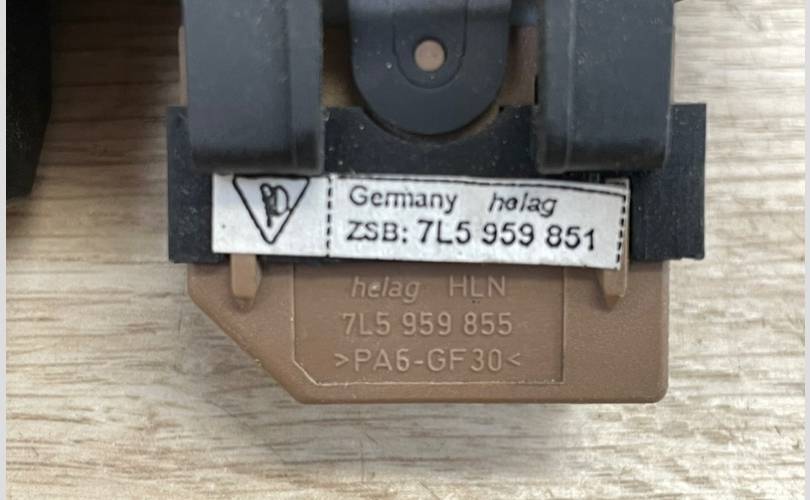 Germany helag
ZSB: 7L5 959 851
helag HLN
7L5 959 855
>PA6-GF30<